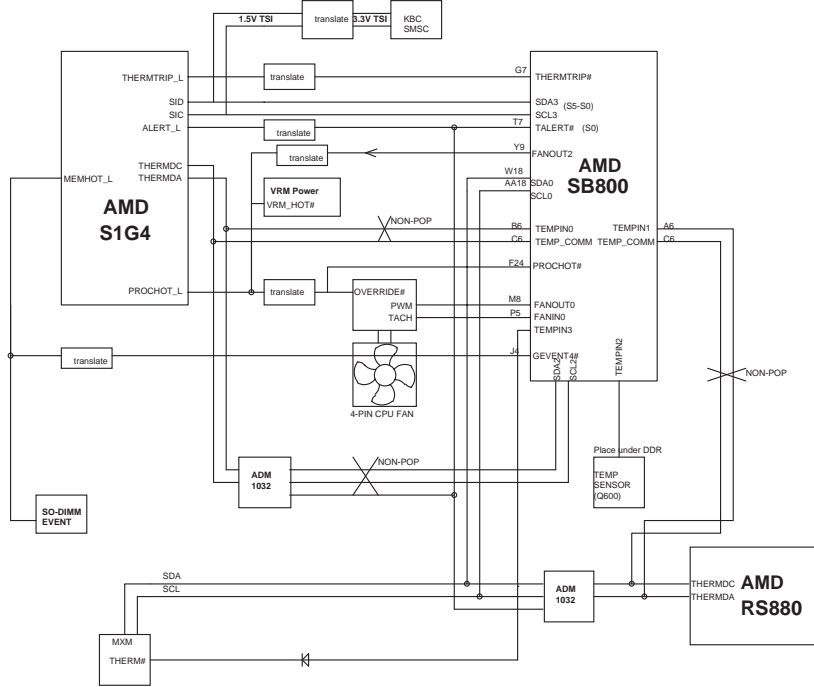 1.5V TSI
translate
3.3V TSI
KBC
SMSC
THERMTRIP_L
translate
G7
THERMTRIP#
SID
SDA3 (S5-S0)
SIC
SCL3
ALERT_L
translate
T7
TALERT# (S0)
Y9
FANOUT2
translate
THERMDC
THERMDA
MEMHOT_L
AMD
S1G4
AMD
SB800
W18
AA18
SDA0
SCL0
VRM Power
VRM_HOT#
NON-POP
B6
TEMPIN0
C6
TEMP_COMM
TEMPIN1
A6
TEMP_COMM
C6
F24
PROCHOT#
PROCHOT_L
translate
OVERRIDE#
PWM
TACH
M8
FANOUT0
P5
FANIN0
TEMPIN3
translate
J4
GEVENT4#
SDA2
SCL2
TEMPIN2
4-PIN CPU FAN
NON-POP
ADM
1032
NON-POP
Place under DDR
TEMP
SENSOR
(Q600)
SO-DIMM
EVENT
SDA
SCL
ADM
1032
THERMDC
THERMDA
AMD
RS880
MXM
THERM#